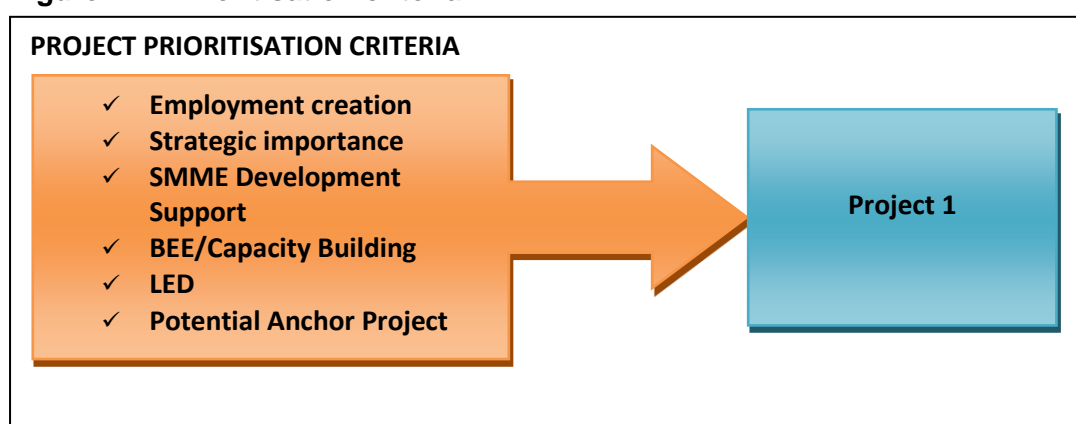 PROJECT PRIORITISATION CRITERIA
✓ Employment creation
✓ Strategic importance
✓ SMME Development
Support
✓ BEE/Capacity Building
✓ LED
✓ Potential Anchor Project
Project 1